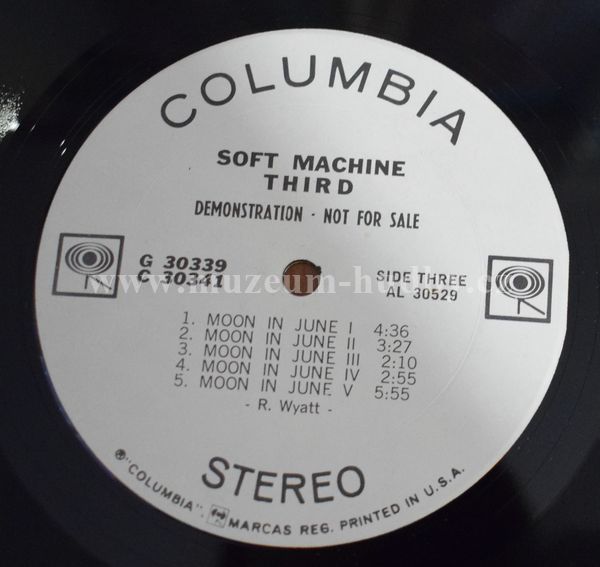 COLUMBIA
SOFT MACHINE
THIRD
DEMONSTRATION - NOT FOR SALE
G 30339
C 30341
SIDE THREE
AL 30529
1. MOON IN JUNE I 4:36
2. MOON IN JUNE II 3:27
3. MOON IN JUNE III 2:10
4. MOON IN JUNE IV 2:55
5. MOON IN JUNE V 5:55
- R. Wyatt -
STEREO
Ⓡ "COLUMBIA", MARCAS REG. PRINTED IN U.S.A.